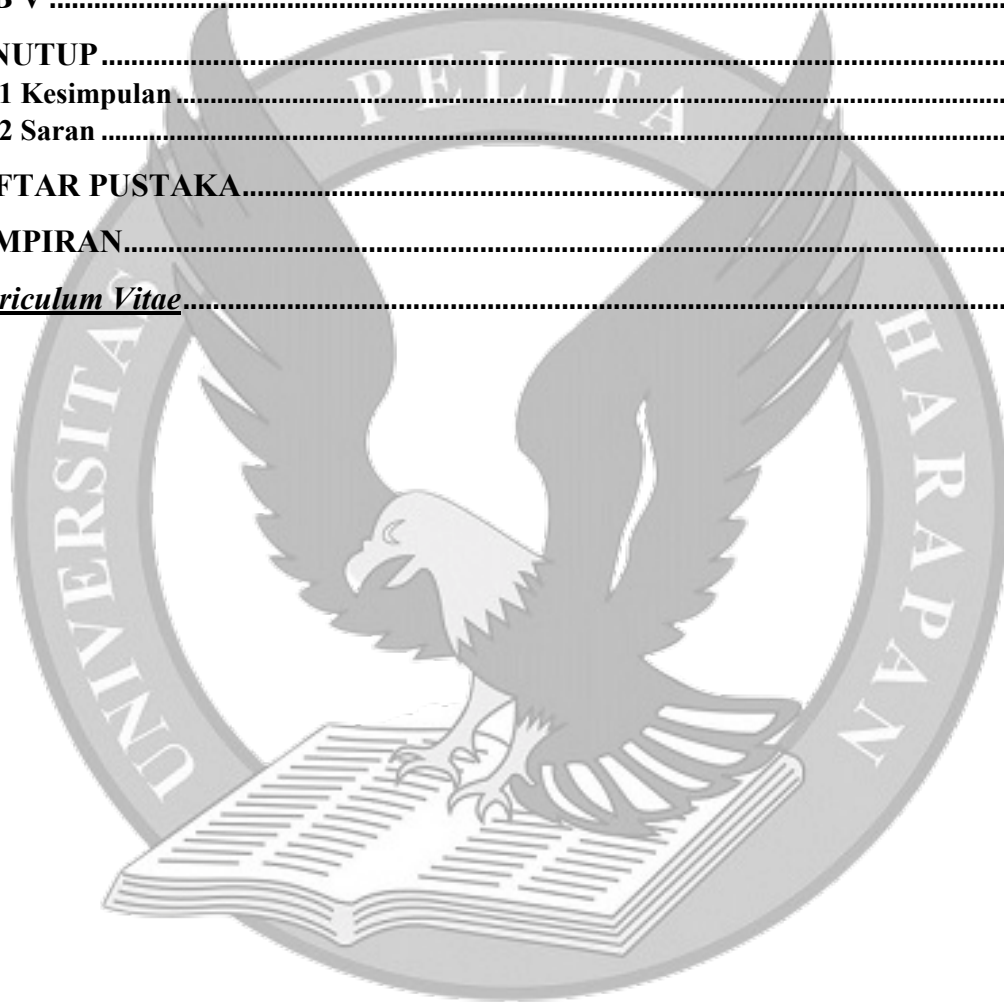 B V ........................................................................................................
NUTUP ........................................................................................................
1 Kesimpulan ........................................................................................................
2 Saran ........................................................................................................
FTAR PUSTAKA ........................................................................................................
MPIRAN ........................................................................................................
riculum Vitae ........................................................................................................
UNIVERSITAS PELITA HARAPAN